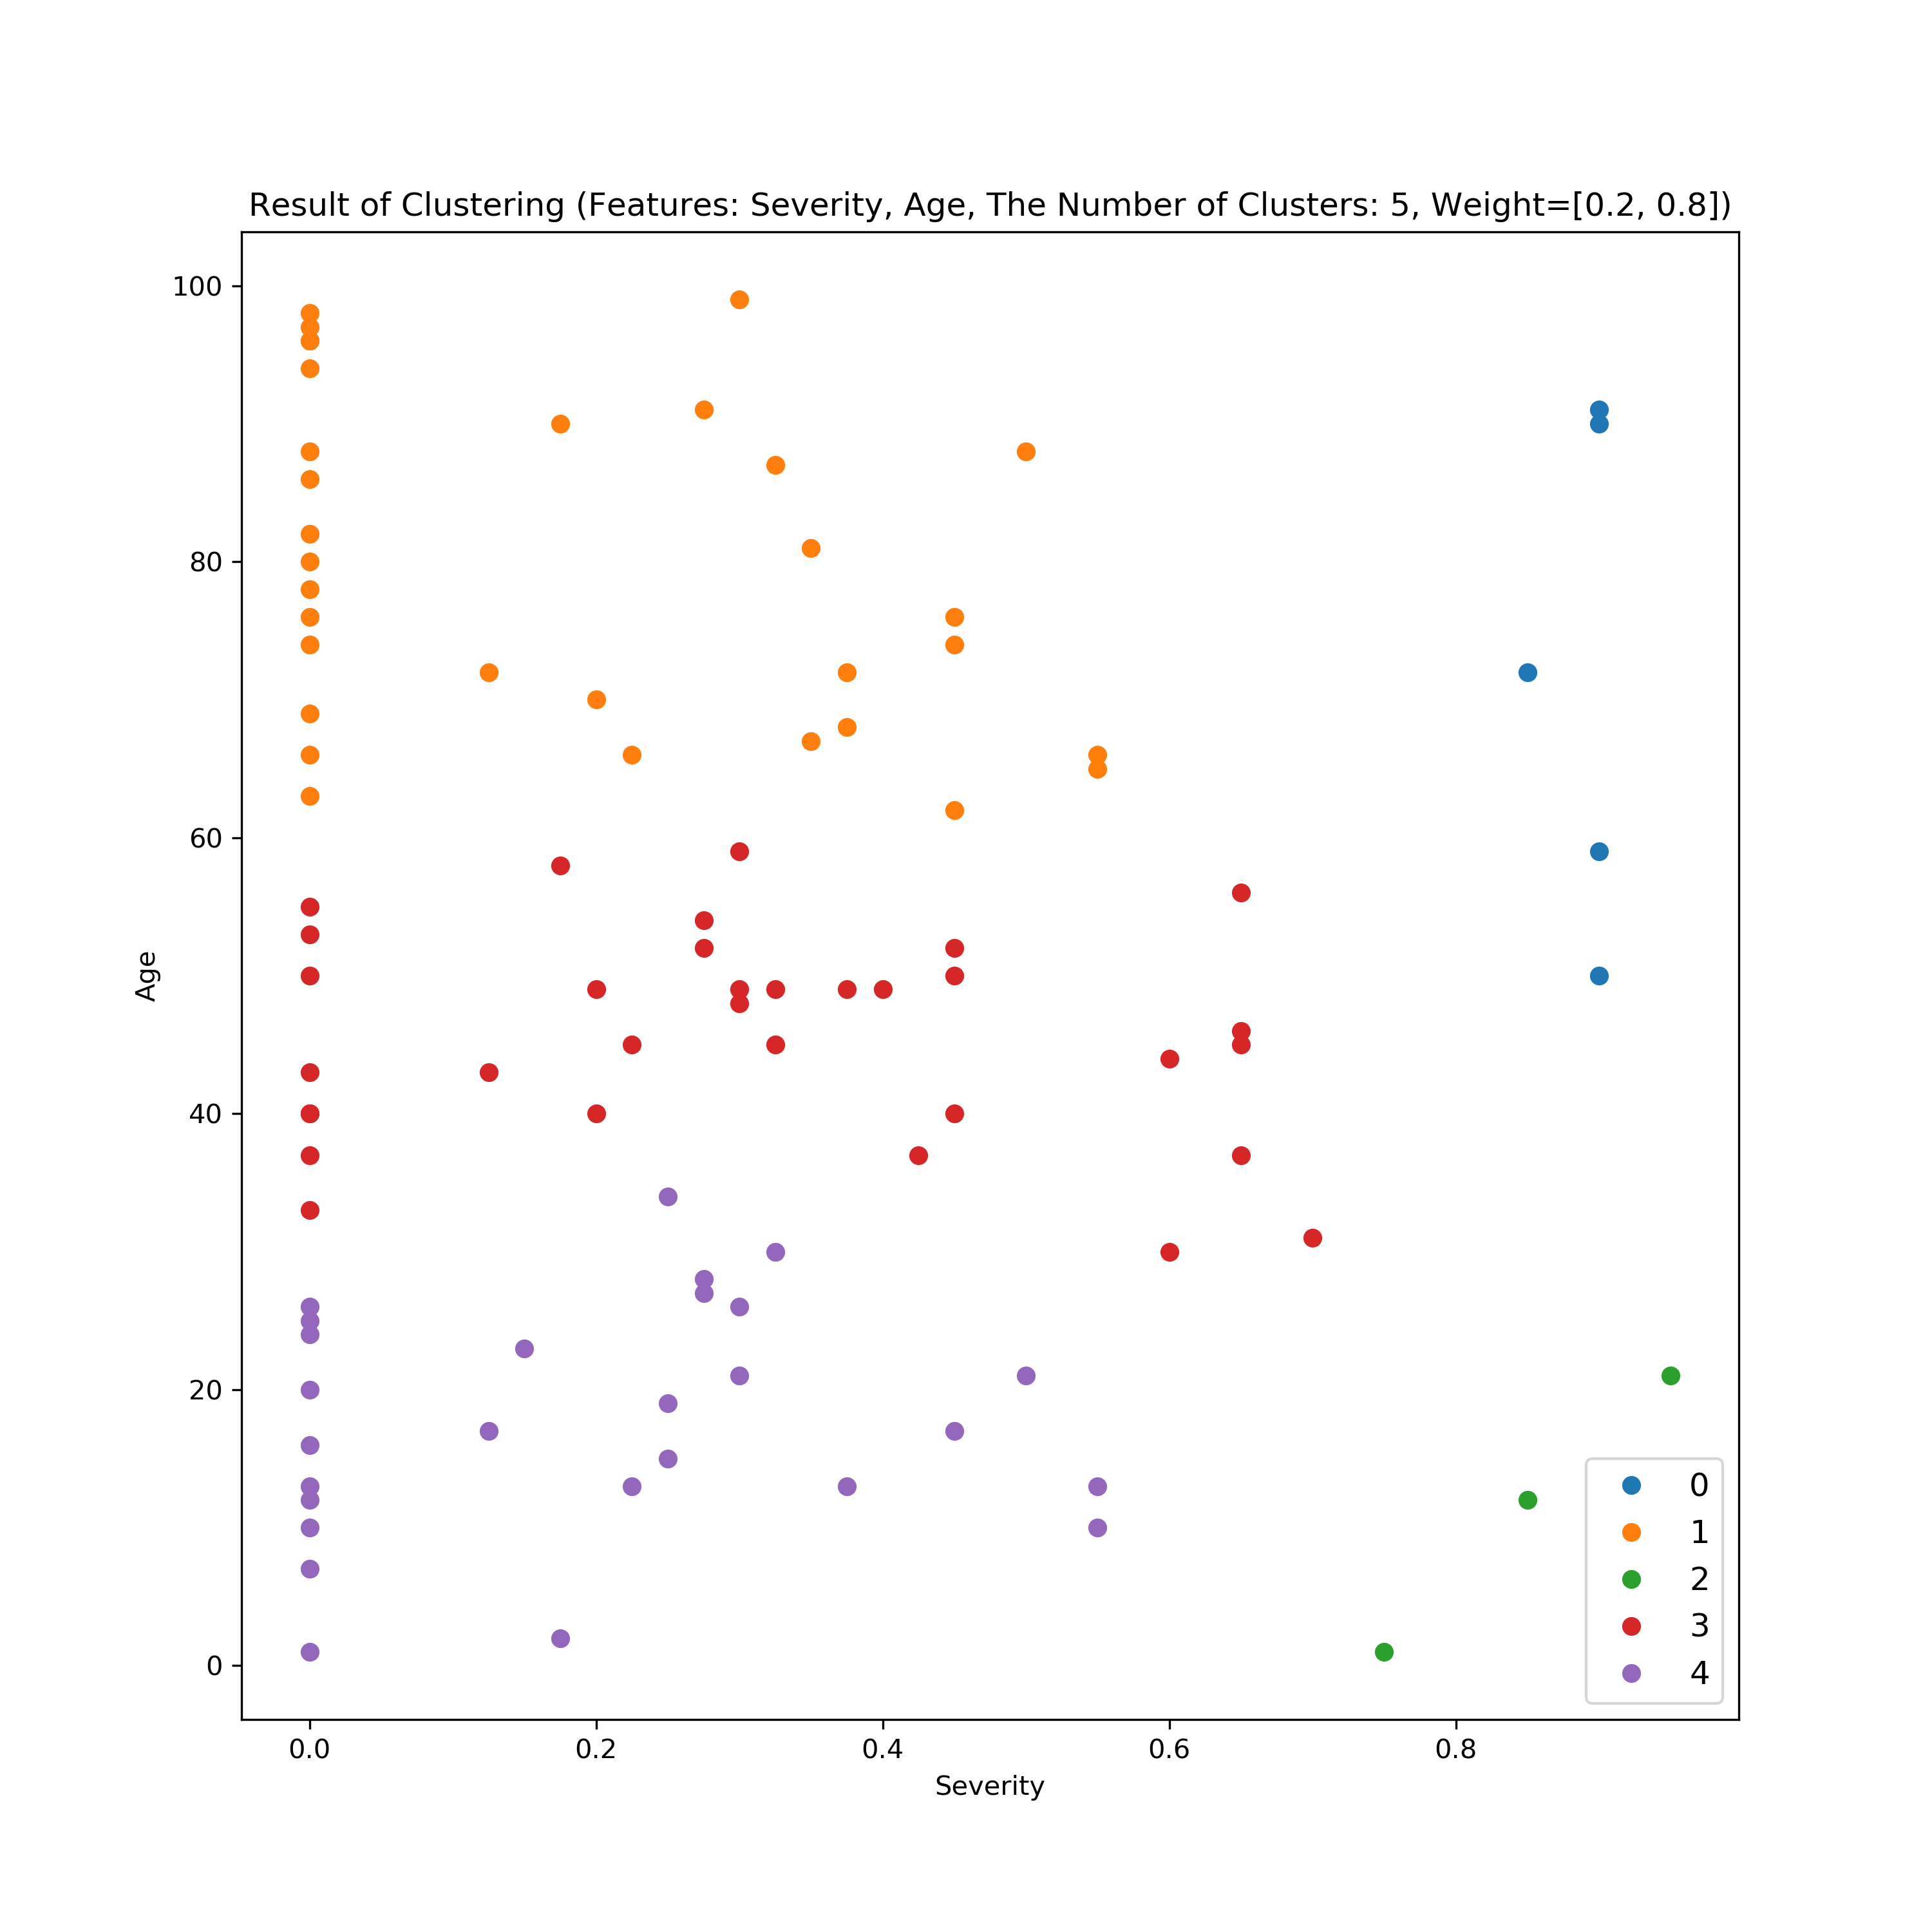 Result of Clustering (Features: Severity, Age, The Number of Clusters: 5, Weight=[0.2, 0.8])
100
80
60
40
20
0
Age
0.0 0.2 0.4 0.6 0.8
Severity
0
1
2
3
4